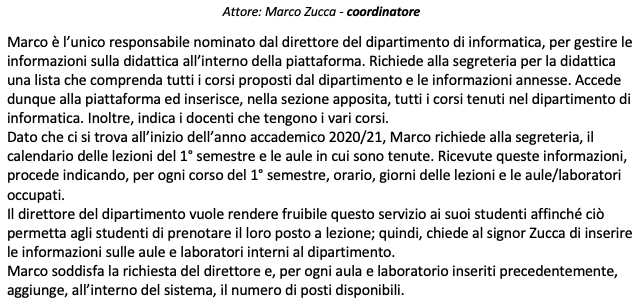 Attore: Marco Zucca - coordinatore
Marco è l’unico responsabile nominato dal direttore del dipartimento di informatica, per gestire le
informazioni sulla didattica all’interno della piattaforma. Richiede alla segreteria per la didattica
una lista che comprenda tutti i corsi proposti dal dipartimento e le informazioni annesse. Accede
dunque alla piattaforma ed inserisce, nella sezione apposita, tutti i corsi tenuti nel dipartimento di
informatica. Inoltre, indica i docenti che tengono i vari corsi.
Dato che ci si trova all’inizio dell’anno accademico 2020/21, Marco richiede alla segreteria, il
calendario delle lezioni del 1° semestre e le aule in cui sono tenute. Ricevute queste informazioni,
procede indicando, per ogni corso del 1° semestre, orario, giorni delle lezioni e le aule/laboratori
occupati.
Il direttore del dipartimento vuole rendere fruibile questo servizio ai suoi studenti affinché ciò
permetta agli studenti di prenotare il loro posto a lezione; quindi, chiede al signor Zucca di inserire
le informazioni sulle aule e laboratori interni al dipartimento.
Marco soddisfa la richiesta del direttore e, per ogni aula e laboratorio inseriti precedentemente,
aggiunge, all’interno del sistema, il numero di posti disponibili.